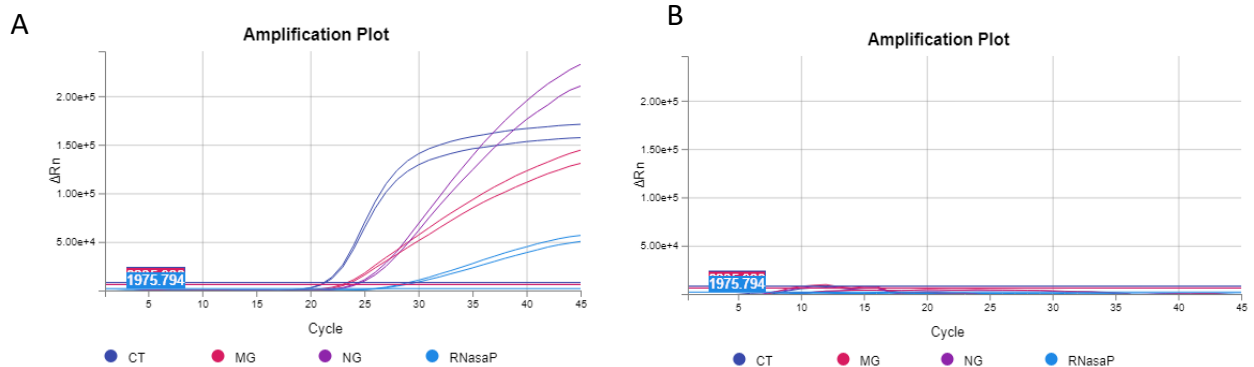 A
Amplification Plot
ΔRn
2.00e+5
1.50e+5
1.00e+5
5.00e+4
1975.794
5 10 15 20 25 30 35 40 45
Cycle
CT MG NG RNasaP
B
Amplification Plot
ΔRn
2.00e+5
1.50e+5
1.00e+5
5.00e+4
1975.794
5 10 15 20 25 30 35 40 45
Cycle
CT MG NG RNasaP